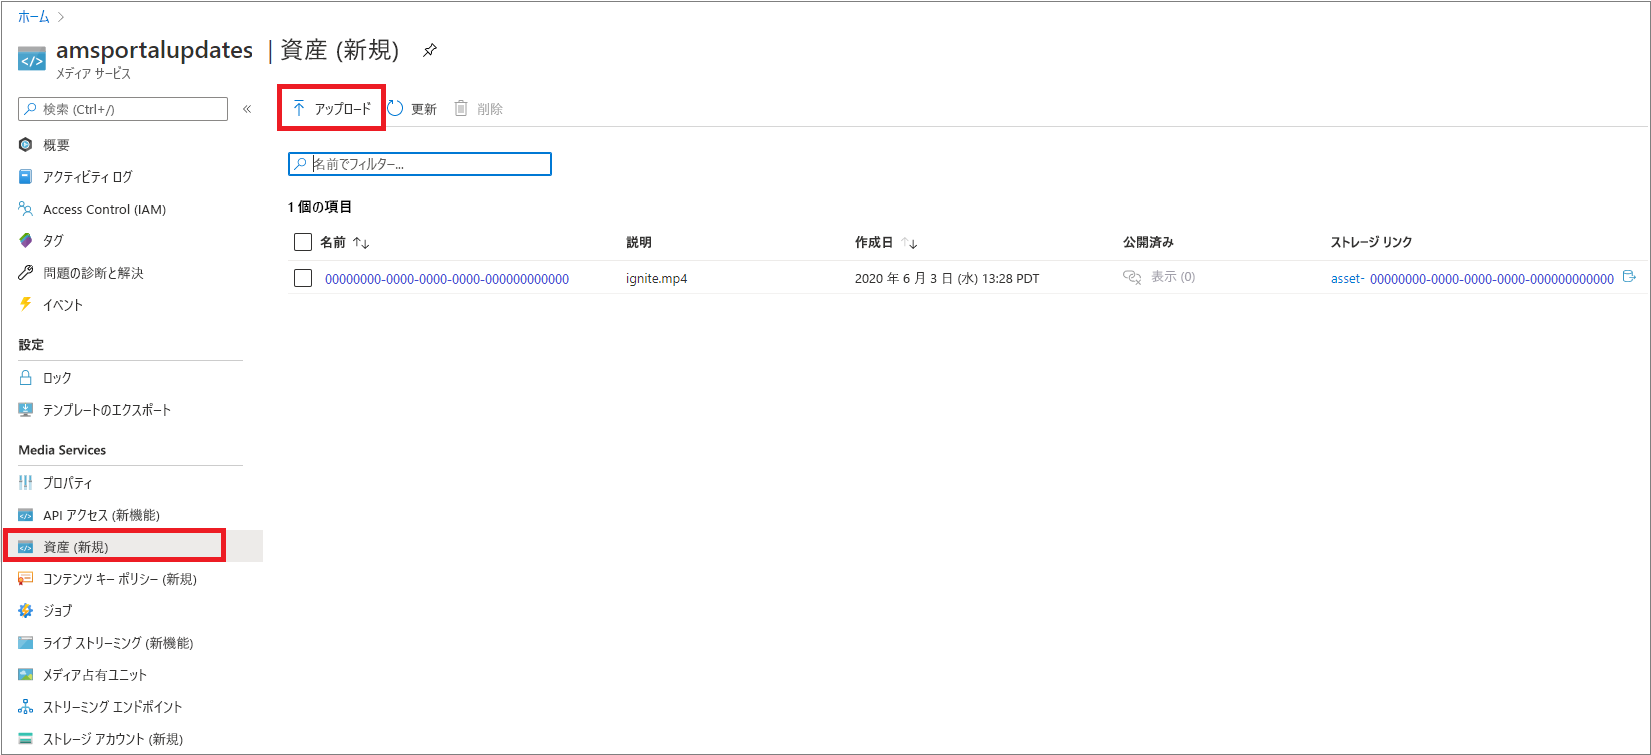 ホーム >
amsportalupdates | 資産 (新規)
メディア サービス
検索 (Ctrl+/) «
概要
アクティビティ ログ
Access Control (IAM)
タグ
問題の診断と解決
イベント
設定
ロック
テンプレートのエクスポート
Media Services
プロパティ
API アクセス (新機能)
資産 (新規)
コンテンツ キー ポリシー (新規)
ジョブ
ライブ ストリーミング (新機能)
メディア占有ユニット
ストリーミング エンドポイント
ストレージ アカウント (新規)
アップロード 更新 削除
名前でフィルター...
1 個の項目
名前 ↑↓ 説明 作成日 ↑↓ 公開済み ストレージ リンク
00000000-0000-0000-0000-000000000000 ignite.mp4 2020 年 6 月 3 日 (水) 13:28 PDT 表示 (0) asset- 00000000-0000-0000-0000-000000000000